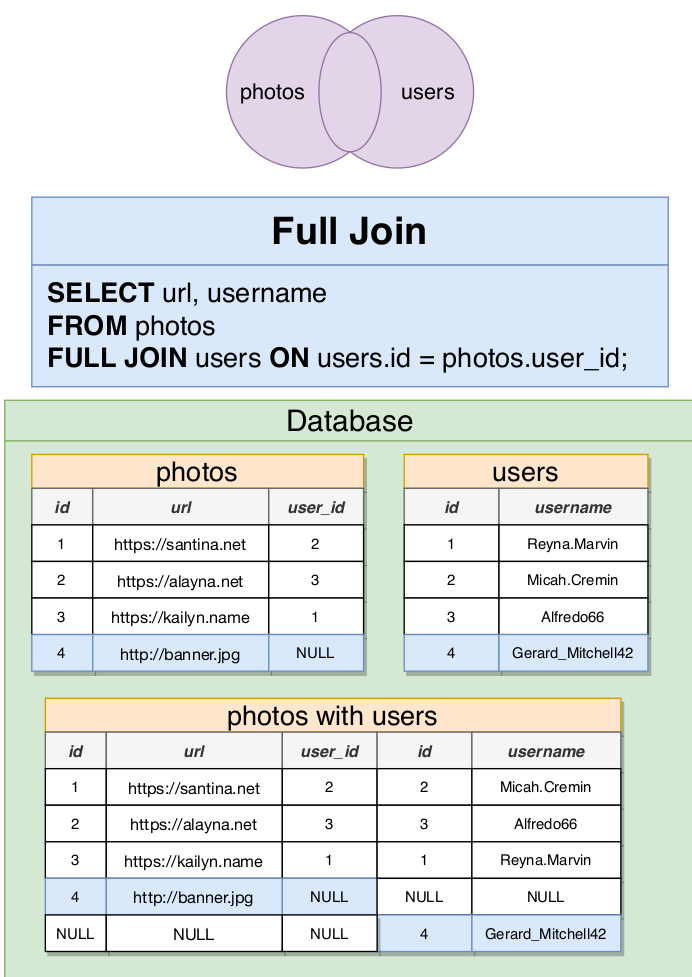 photos users
Full Join
SELECT url, username
FROM photos
FULL JOIN users ON users.id = photos.user_id;
Database
photos
id url user_id
1 https://santina.net 2
2 https://alayna.net 3
3 https://kailyn.name 1
4 http://banner.jpg NULL
users
id username
1 Reyna.Marvin
2 Micah.Cremin
3 Alfredo66
4 Gerard_Mitchell42
photos with users
id url user_id id username
1 https://santina.net 2 2 Micah.Cremin
2 https://alayna.net 3 3 Alfredo66
3 https://kailyn.name 1 1 Reyna.Marvin
4 http://banner.jpg NULL NULL NULL
NULL NULL NULL 4 Gerard_Mitchell42